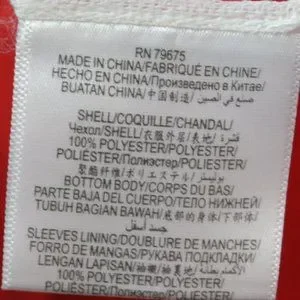 RN 79675
MADE IN CHINA/FABRIQUÉ EN CHINE/
HECHO EN CHINA/Произведено в Китае/
BUATAN CHINA/中国制造/ صنع في الصين/
SHELL/COQUILLE/CHANDAL/
Чехол/SHELL/衣服外层/表地/ قشرة/
100% POLYESTER/POLYESTER/
POLIÉSTER/Полиэстер/POLIESTER/
聚酯纤维/ポリエステル/ بوليستر/
BOTTOM BODY/CORPS DU BAS/
PARTE BAJA DEL CUERPO/ТЕЛО НИЖНЕЙ/
TUBUH BAGIAN BAWAH/底部的身体/下部体/
جسد أسفل
SLEEVES LINING/DOUBLURE DE MANCHES/
FORRO DE MANGAS/РУКАВА ПОДКЛАДКИ/
LENGAN LAPISAN/袖襯/袖裏地/ بطانة الأكمام/
100% POLYESTER/POLYESTER/